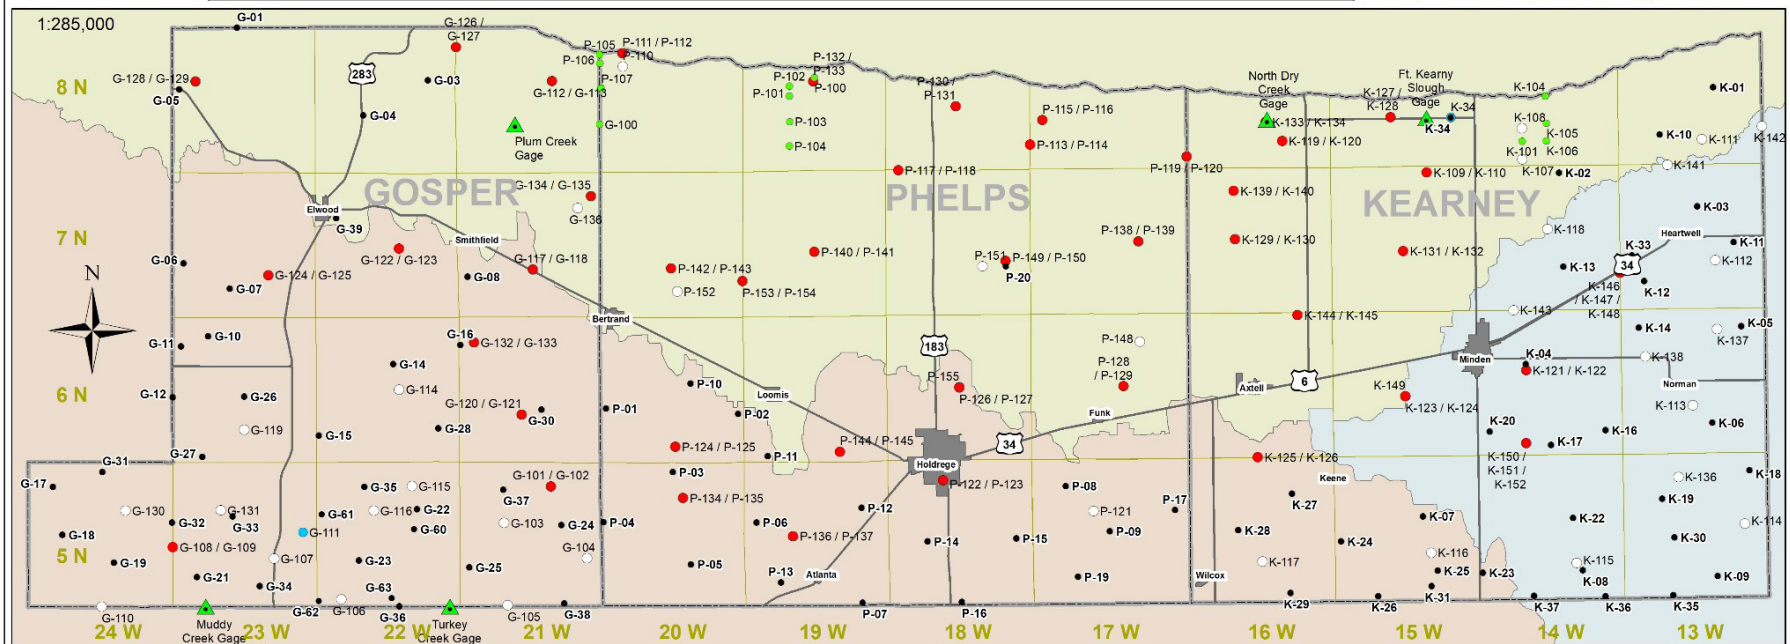 1:285,000
G-01
G-126 /
G-127
283
G-128 / G-129
G-05
8 N
G-03
G-04
G-112 / G-113
P-105
P-106
P-107
G-100
P-111 / P-112
P-110
P-132 /
P-133
P-102
P-100
P-101
P-103
P-104
P-130 /
P-131
P-115 / P-116
P-113 / P-114
P-117 / P-118
P-119 / P-120
North Dry
Creek
Gage
K-133 / K-134
K-119 / K-120
Ft. Kearny
Slough
Gage
K-127 /
K-128
K-34
K-34
K-104
K-108
K-105
K-101
K-106
K-107
K-01
K-10
K-111
K-142
K-141
K-02
K-109 / K-110
Plum Creek
Gage
GOSPER
PHELPS
KEARNEY
G-134 / G-135
G-136
Elwood
G-39
Smithfield
K-139 / K-140
K-03
7 N
G-06
G-124 / G-125
G-122 / G-123
G-07
G-08
G-117 / G-118
P-142 / P-143
P-152
P-153 / P-154
P-140 / P-141
P-151
P-149 / P-150
P-20
P-138 / P-139
K-129 / K-130
K-131 / K-132
K-118
Heartwell
K-33
34
K-11
K-112
K-13
K-12
K-146
/ K-147 /
K-148
K-143
N
Bertrand
G-10
G-11
G-16
G-132 / G-133
183
P-148
K-144 / K-145
K-14
K-05
K-137
K-138
Minden
K-04
K-121 / K-122
Norman
6 N
G-12
G-26
G-14
G-114
G-120 / G-121
G-30
G-119
G-15
G-28
G-27
P-10
P-01
P-02
Loomis
P-155
P-126 / P-127
P-128
/ P-129
Funk
Axtell
6
K-149
K-123 / K-124
K-113
K-20
K-17
K-16
K-06
P-124 / P-125
P-11
P-144 / P-145
34
Holdrege
K-125 / K-126
K-150 /
K-151 /
K-152
G-31
G-17
G-35
G-115
G-101 / G-102
G-37
P-03
P-134 / P-135
P-122 / P-123
P-08
P-17
Keene
K-27
K-136
K-18
K-19
G-130
G-131
G-32
G-33
G-61
G-116
G-22
G-60
G-103
G-24
P-04
P-06
P-12
P-121
P-09
K-28
K-07
K-22
K-114
G-18
G-111
G-108 / G-109
P-136 / P-137
P-14
P-15
K-24
K-30
5 N
G-19
G-107
G-23
G-25
G-104
P-05
P-13
Atlanta
P-19
K-117
Wilcox
K-116
K-25
K-23
K-115
K-08
K-09
G-21
G-34
G-63
K-31
G-110
G-62
G-106
G-36
G-105
G-38
P-07
P-16
K-29
K-26
K-37
K-36
K-35
24 W
Muddy
Creek Gage
23 W
22 W
Turkey
Creek Gage
21 W
20 W
19 W
18 W
17 W
16 W
15 W
14 W
13 W